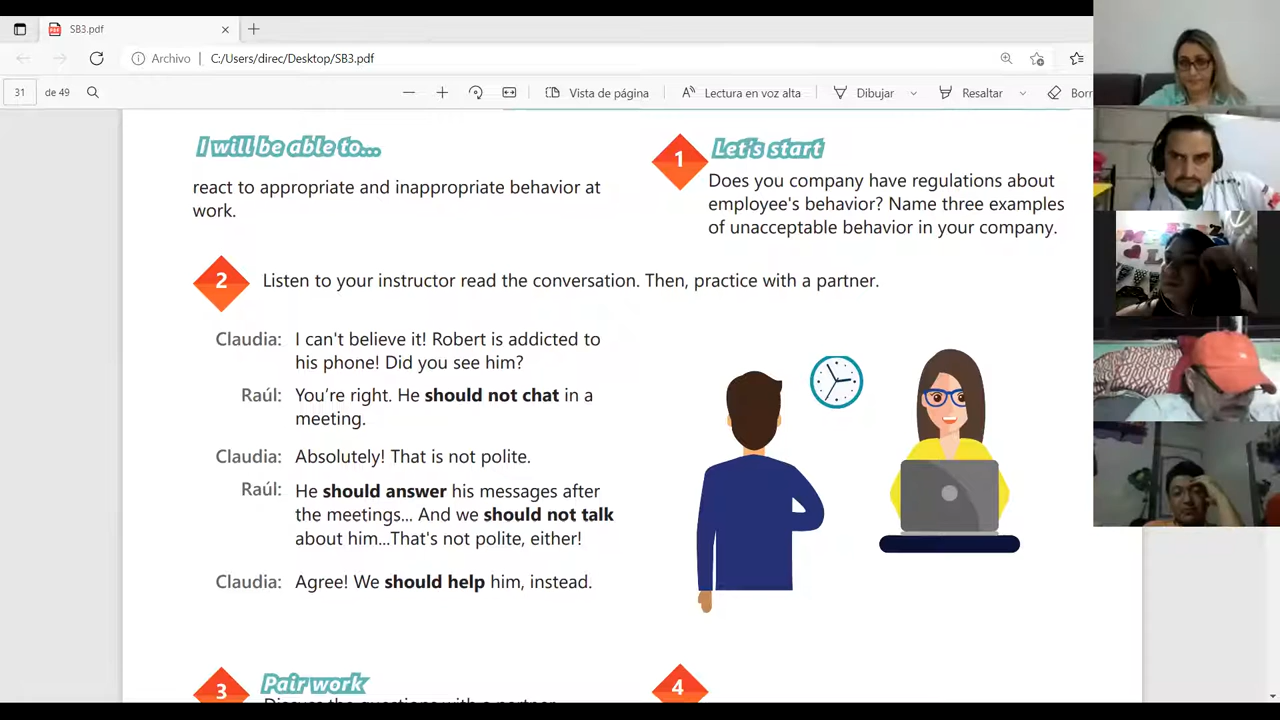 SB3.pdf
Archivo
C:/Users/direc/Desktop/SB3.pdf
31 de 49
Vista de página
Lectura en voz alta
Dibujar
Resaltar
Borr
I will be able to...
react to appropriate and inappropriate behavior at
work.
1 Let's start
Does you company have regulations about
employee's behavior? Name three examples
of unacceptable behavior in your company.
2 Listen to your instructor read the conversation. Then, practice with a partner.
Claudia: I can't believe it! Robert is addicted to
his phone! Did you see him?
Raúl: You're right. He should not chat in a
meeting.
Claudia: Absolutely! That is not polite.
Raúl: He should answer his messages after
the meetings... And we should not talk
about him...That's not polite, either!
Claudia: Agree! We should help him, instead.
3 Pair work
Discuss the questions with a partner
4